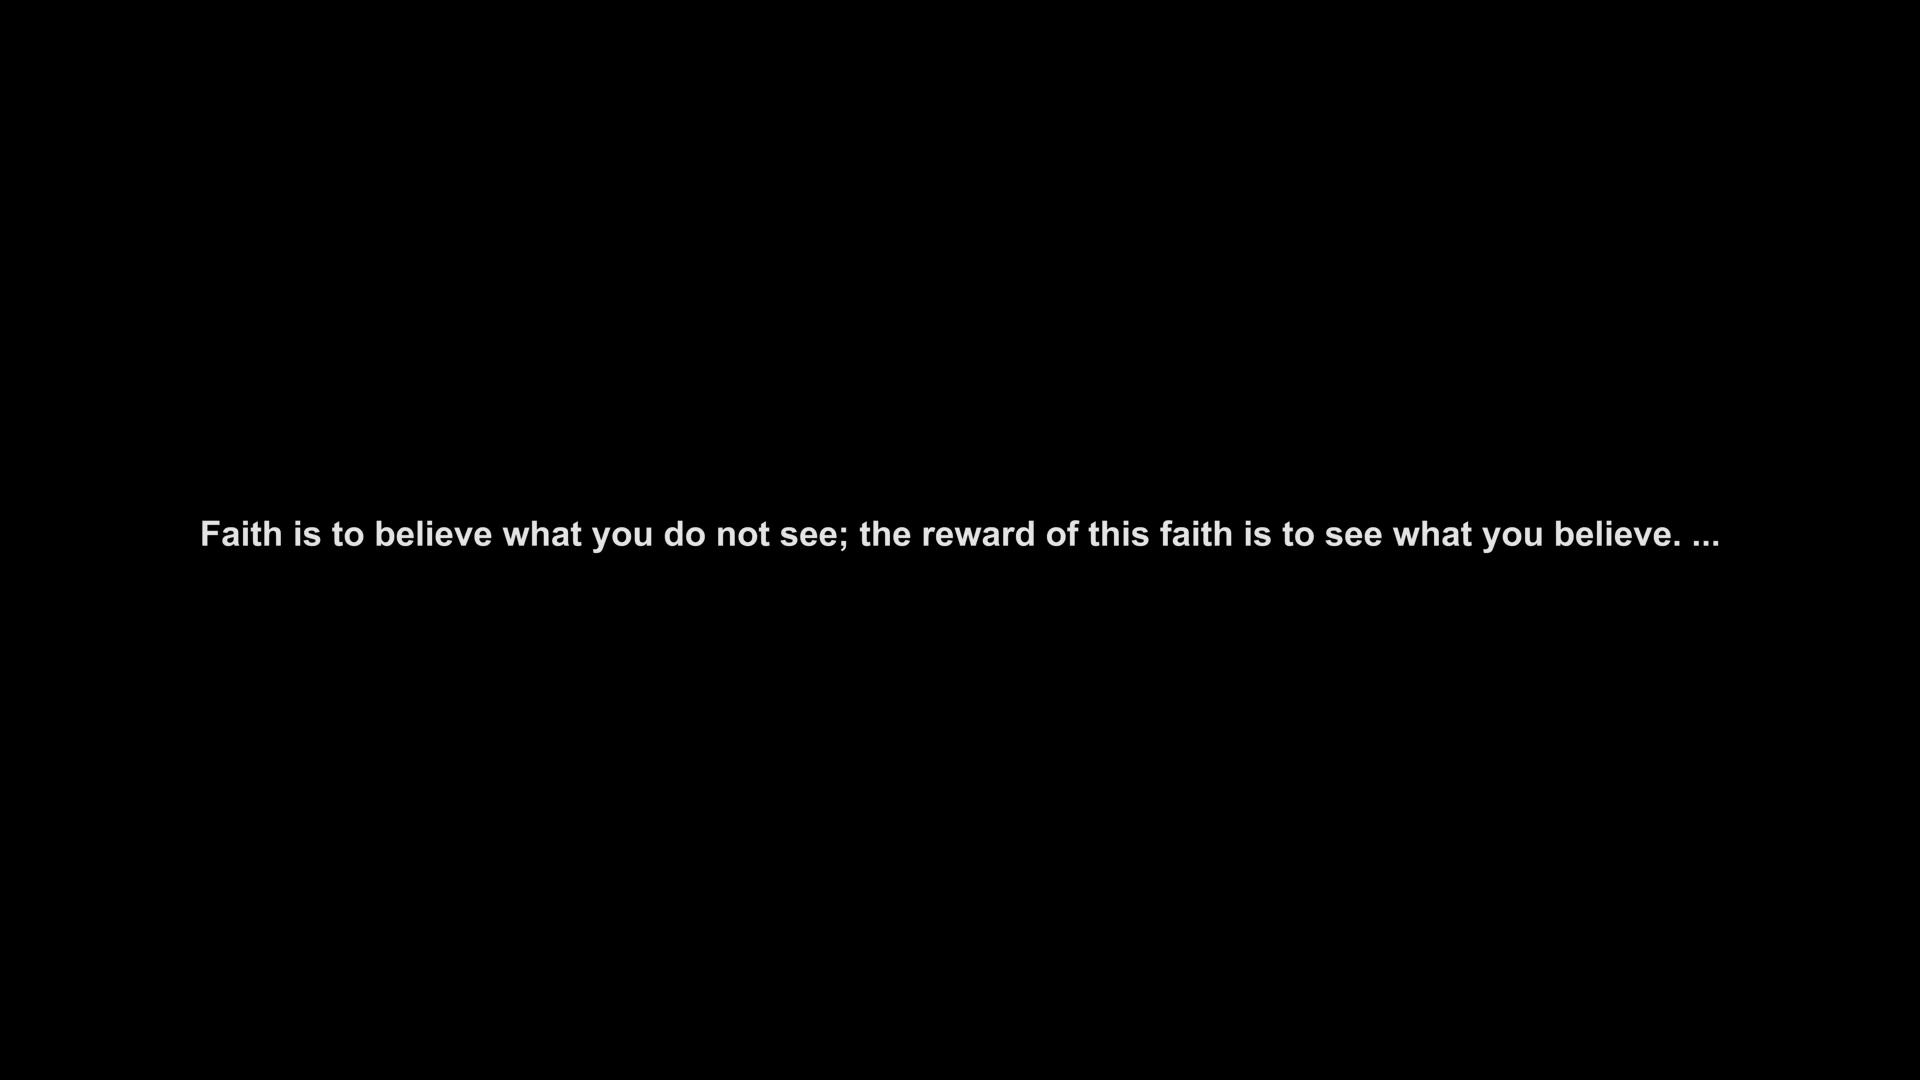 Faith is to believe what you do not see; the reward of this faith is to see what you believe. ...